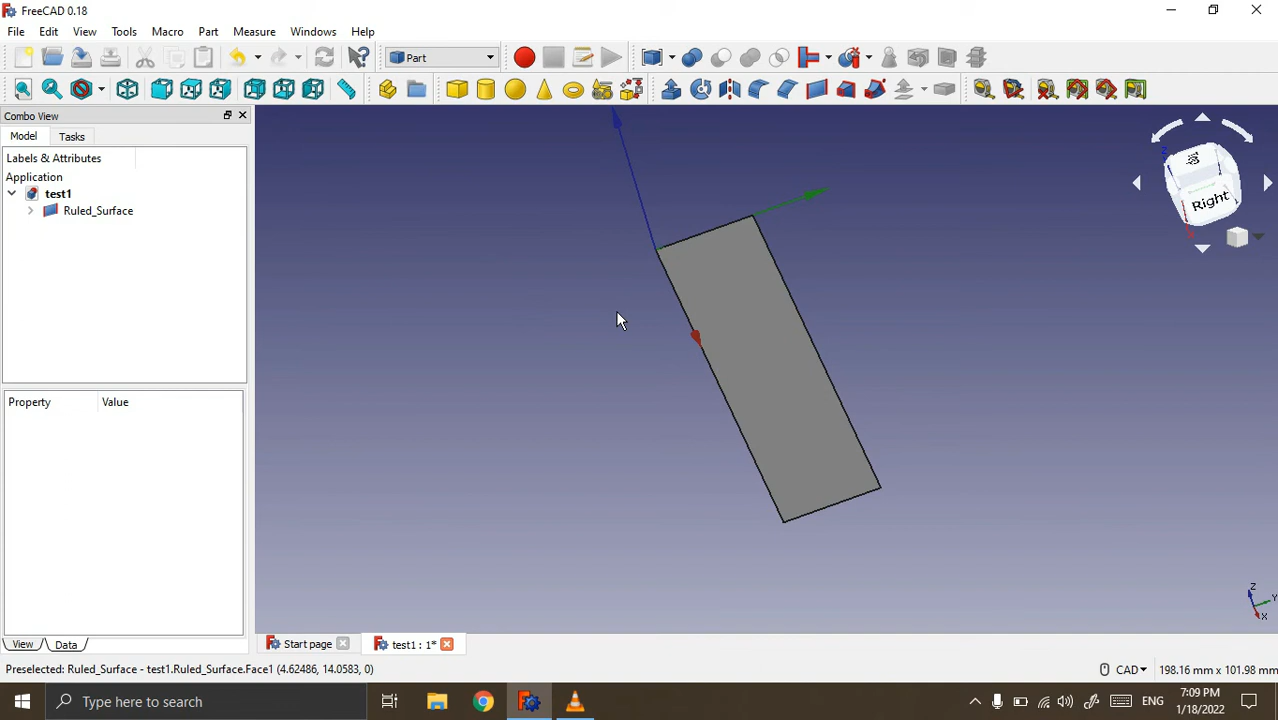 FreeCAD 0.18
File Edit View Tools Macro Part Measure Windows Help
Part
Combo View
Model Tasks
Labels & Attributes
Application
test1
Ruled_Surface
Property Value
View Data
Right
Z
Z
Y
X
Start page test1 : 1*
Preselected: Ruled_Surface - test1.Ruled_Surface.Face1 (4.62486, 14.0583, 0) CAD 198.16 mm x 101.98 mm
Type here to search ENG 7:09 PM
1/18/2022